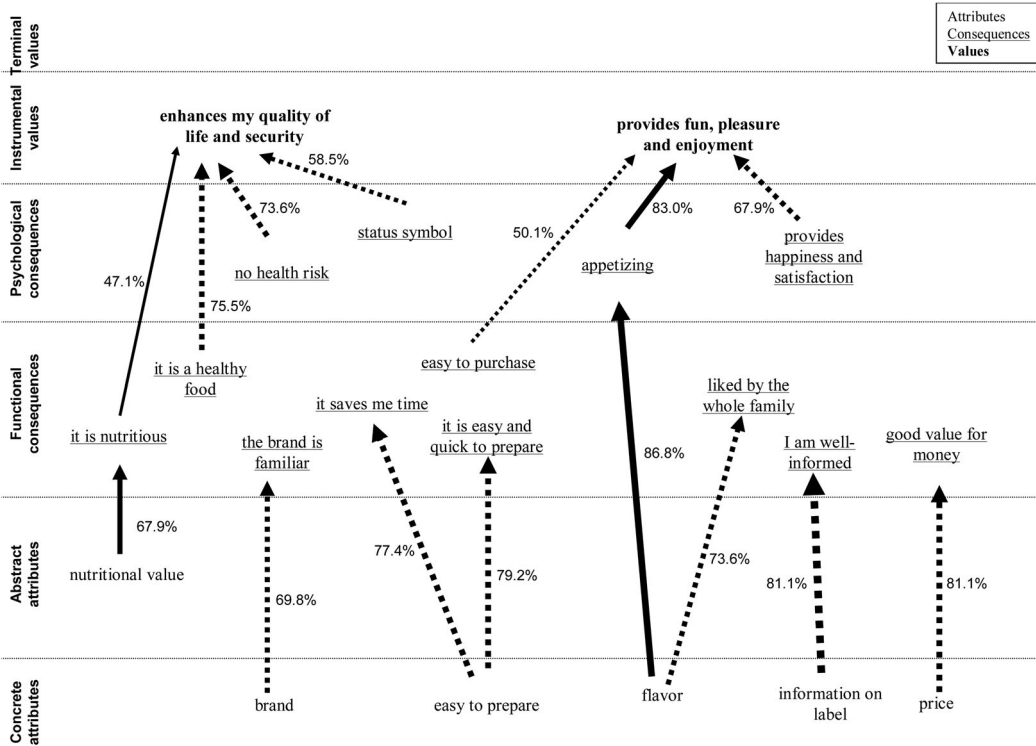 Attributes
Consequences
Values
Terminal
values
Instrumental
values
enhances my quality of
life and security
provides fun, pleasure
and enjoyment
58.5%
73.6%
83.0%
67.9%
Psychological
consequences
status symbol
50.1%
provides
happiness and
satisfaction
appetizing
no health risk
47.1%
75.5%
Functional
consequences
it is a healthy
food
easy to purchase
it saves me time
liked by the
whole family
it is nutritious
the brand is
familiar
it is easy and
quick to prepare
I am well-
informed
good value for
money
86.8%
Abstract
attributes
67.9%
nutritional value
69.8%
77.4%
79.2%
73.6%
81.1%
81.1%
Concrete
attributes
brand
easy to prepare
flavor
information on
label
price